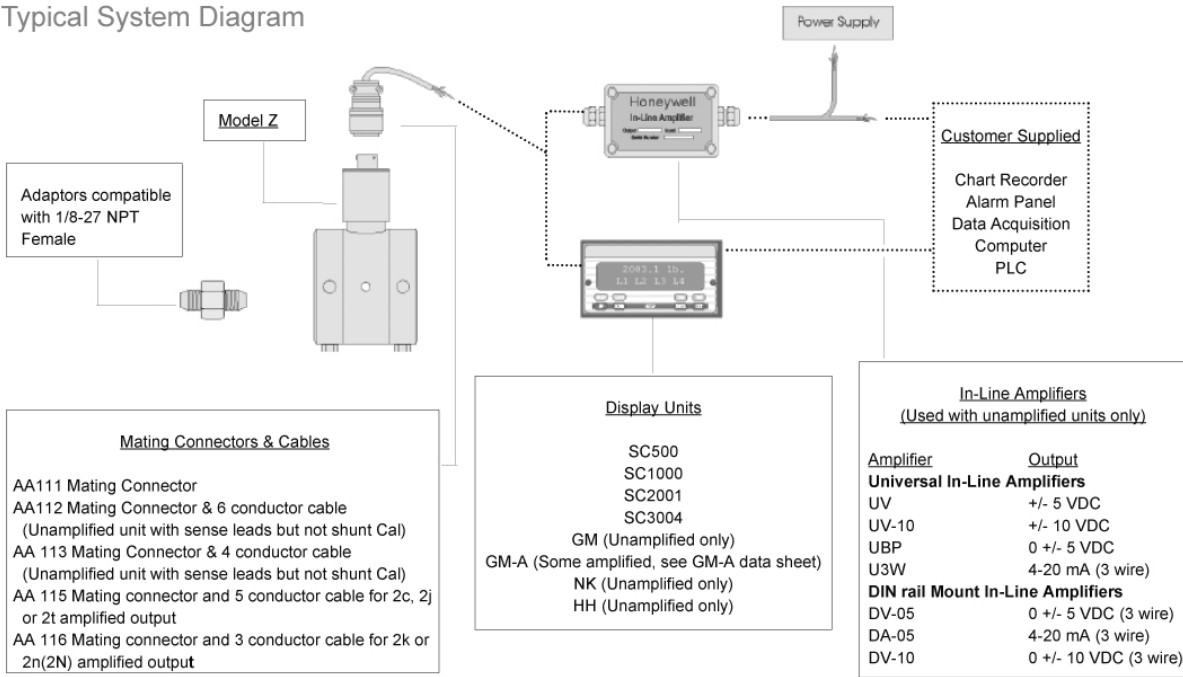 Typical System Diagram
Power Supply
Model Z
Honeywell
In-Line Amplifier
Customer Supplied
Chart Recorder
Alarm Panel
Data Acquisition
Computer
PLC
Adaptors compatible
with 1/8-27 NPT
Female
2003.1 lb.
L1 L2 L3 L4
Mating Connectors & Cables
AA111 Mating Connector
AA112 Mating Connector & 6 conductor cable
(Unamplified unit with sense leads but not shunt Cal)
AA 113 Mating Connector & 4 conductor cable
(Unamplified unit with sense leads but not shunt Cal)
AA 115 Mating connector and 5 conductor cable for 2c, 2j
or 2t amplified output
AA 116 Mating connector and 3 conductor cable for 2k or
2n(2N) amplified output
Display Units
SC500
SC1000
SC2001
SC3004
GM (Unamplified only)
GM-A (Some amplified, see GM-A data sheet)
NK (Unamplified only)
HH (Unamplified only)
In-Line Amplifiers
(Used with unamplified units only)
Amplifier Output
Universal In-Line Amplifiers
UV +/- 5 VDC
UV-10 +/- 10 VDC
UBP 0 +/- 5 VDC
U3W 4-20 mA (3 wire)
DIN rail Mount In-Line Amplifiers
DV-05 0 +/- 5 VDC (3 wire)
DA-05 4-20 mA (3 wire)
DV-10 0 +/- 10 VDC (3 wire)